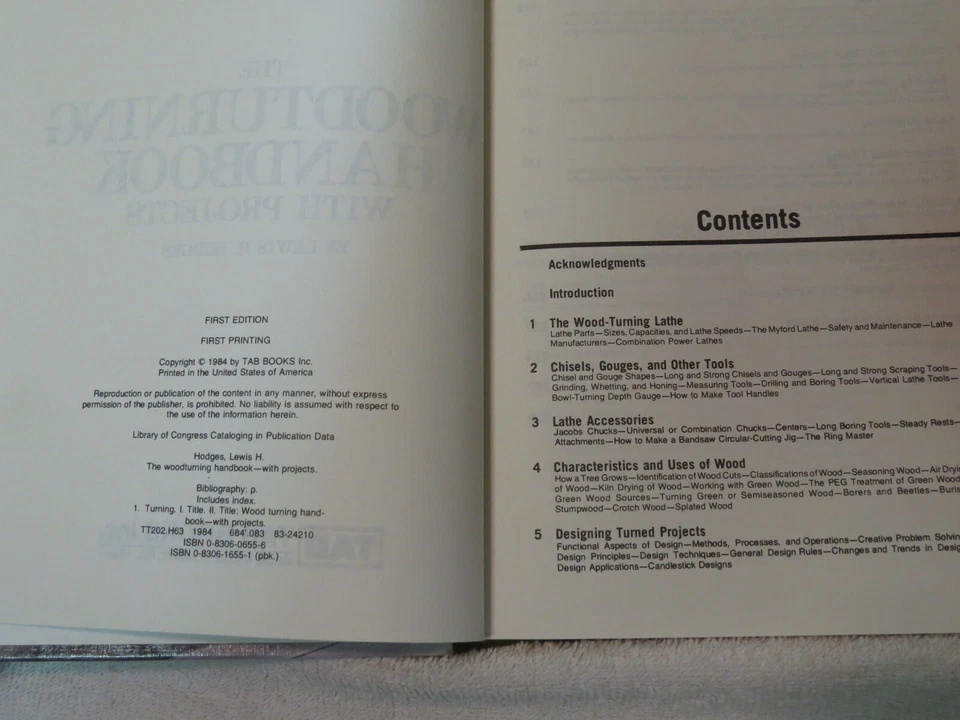 THE
WOODTURNING
HANDBOOK
WITH PROJECTS
BY LEWIS H. HODGES
FIRST EDITION
FIRST PRINTING
Copyright © 1984 by TAB BOOKS Inc.
Printed in the United States of America
Reproduction or publication of the content in any manner, without express
permission of the publisher, is prohibited. No liability is assumed with respect to
the use of the information herein.
Library of Congress Cataloging in Publication Data
Hodges, Lewis H.
The woodturning handbook—with projects.
Bibliography: p.
Includes index.
1. Turning. I. Title. II. Title: Wood turning hand-
book—with projects.
TT202.H63 1984 684'.083 83-24210
ISBN 0-8306-0655-6
ISBN 0-8306-1655-1 (pbk.)
TAB
Contents
Acknowledgments
Introduction
1 The Wood-Turning Lathe
Lathe Parts—Sizes, Capacities, and Lathe Speeds—The Myford Lathe—Safety and Maintenance—Lathe
Manufacturers—Combination Power Lathes
2 Chisels, Gouges, and Other Tools
Chisel and Gouge Shapes—Long and Strong Chisels and Gouges—Long and Strong Scraping Tools—
Grinding, Whetting, and Honing—Measuring Tools—Drilling and Boring Tools—Vertical Lathe Tools—
Bowl-Turning Depth Gauge—How to Make Tool Handles
3 Lathe Accessories
Jacobs Chucks—Universal or Combination Chucks—Centers—Long Boring Tools—Steady Rests—
Attachments—How to Make a Bandsaw Circular-Cutting Jig—The Ring Master
4 Characteristics and Uses of Wood
How a Tree Grows—Identification of Wood Cuts—Classifications of Wood—Seasoning Wood—Air Dryi
of Wood—Kiln Drying of Wood—Working with Green Wood—The PEG Treatment of Green Wood
Green Wood Sources—Turning Green or Semiseasoned Wood—Borers and Beetles—Burls
Stumpwood—Crotch Wood—Splated Wood
5 Designing Turned Projects
Functional Aspects of Design—Methods, Processes, and Operations—Creative Problem Solvin
Design Principles—Design Techniques—General Design Rules—Changes and Trends in Desig
Design Applications—Candlestick Designs